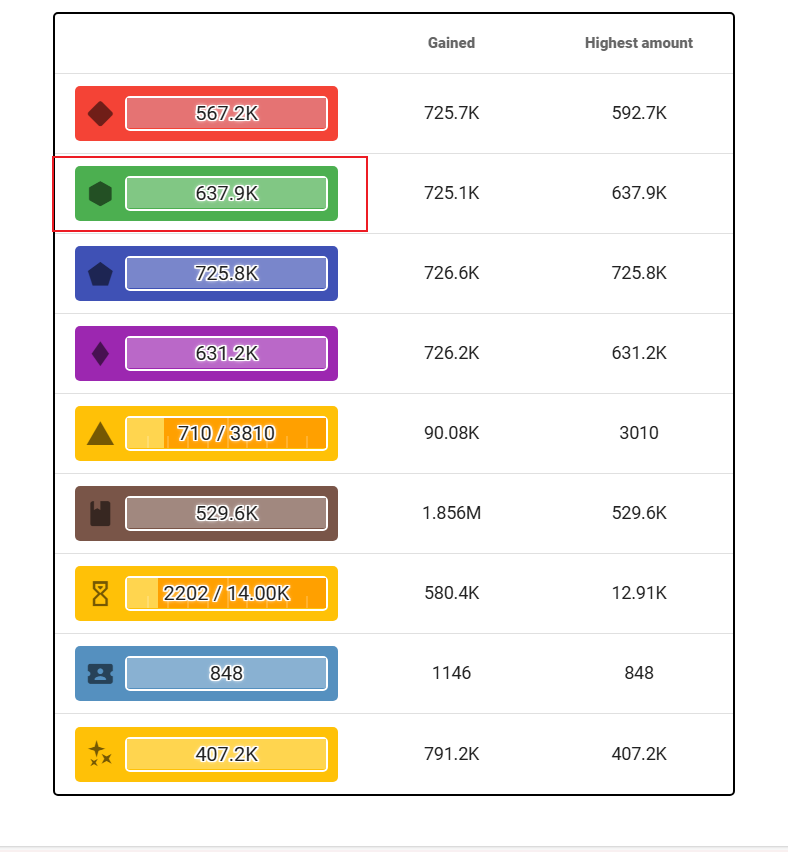 Gained Highest amount
567.2K 725.7K 592.7K
637.9K 725.1K 637.9K
725.8K 726.6K 725.8K
631.2K 726.2K 631.2K
710 / 3810 90.08K 3010
529.6K 1.856M 529.6K
2202 / 14.00K 580.4K 12.91K
848 1146 848
407.2K 791.2K 407.2K